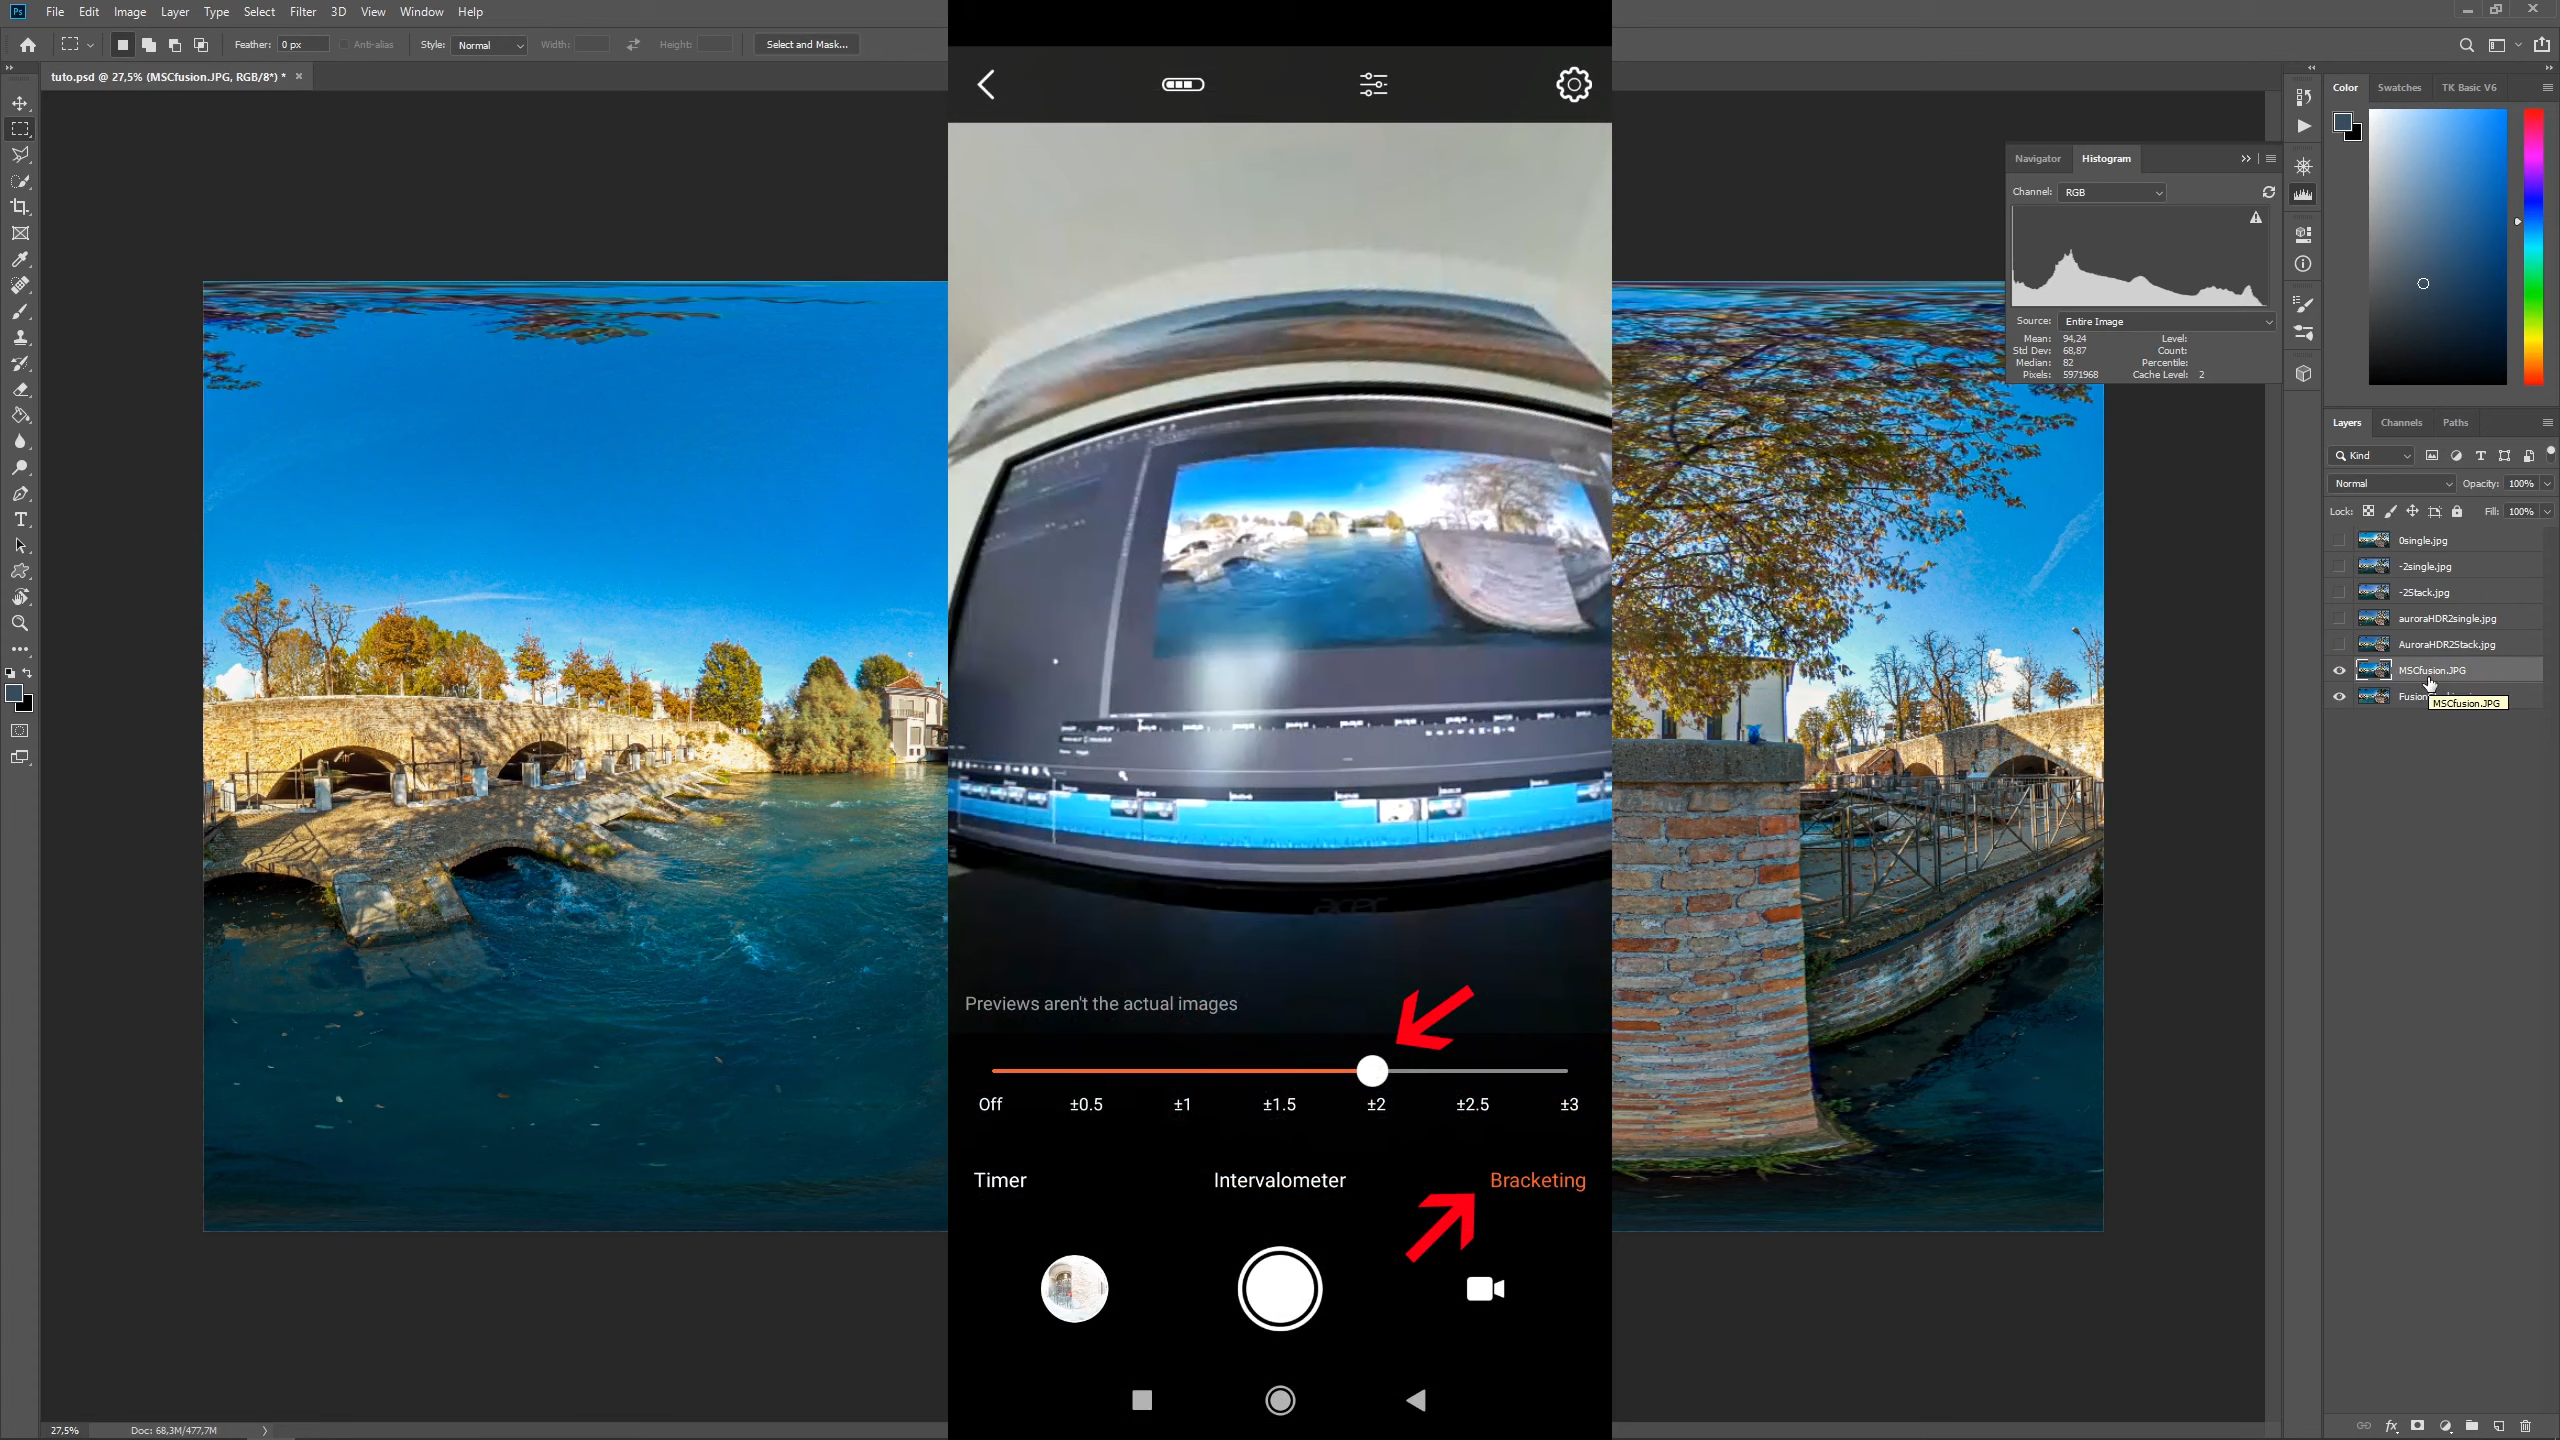 Ps File Edit Image Layer Type Select Filter 3D View Window Help
Feather: 0 px Anti-alias Style: Normal Width: Height: Select and Mask...
tuto.psd @ 27,5% (MSCfusion.JPG, RGB/8*) *
Previews aren't the actual images
Off ±0.5 ±1 ±1.5 ±2 ±2.5 ±3
Timer Intervalometer Bracketing
acer
Navigator Histogram
Channel: RGB
Source: Entire Image
Mean: 94,24 Level:
Std Dev: 68,87 Count:
Median: 82 Percentile:
Pixels: 5971968 Cache Level: 2
Color Swatches TK Basic V6
Layers Channels Paths
Kind
Normal Opacity: 100%
Lock: Fill: 100%
0single.jpg
-2single.jpg
-2Stack.jpg
auroraHDR2single.jpg
AuroraHDR2Stack.jpg
MSCfusion.JPG
Fusion
MSCfusion.JPG
27,5% Doc: 68,3M/477,7M